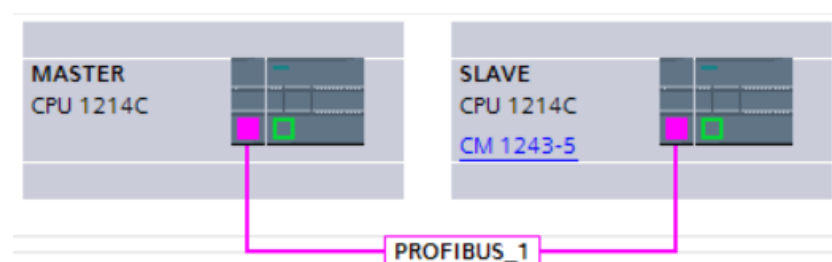 MASTER
CPU 1214C
SLAVE
CPU 1214C
CM 1243-5
PROFIBUS_1